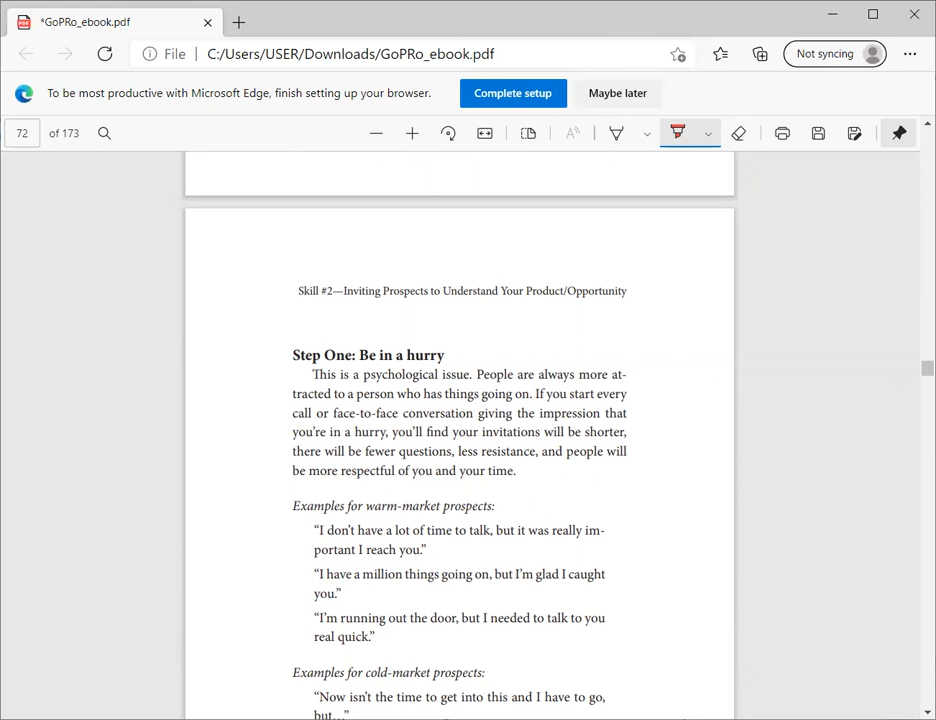 *GoPRo_ebook.pdf
File | C:/Users/USER/Downloads/GoPRo_ebook.pdf
Not syncing
To be most productive with Microsoft Edge, finish setting up your browser.
Complete setup
Maybe later
72 of 173
Skill #2—Inviting Prospects to Understand Your Product/Opportunity
Step One: Be in a hurry
This is a psychological issue. People are always more at-
tracted to a person who has things going on. If you start every
call or face-to-face conversation giving the impression that
you’re in a hurry, you’ll find your invitations will be shorter,
there will be fewer questions, less resistance, and people will
be more respectful of you and your time.
Examples for warm-market prospects:
“I don’t have a lot of time to talk, but it was really im-
portant I reach you.”
“I have a million things going on, but I’m glad I caught
you.”
“I’m running out the door, but I needed to talk to you
real quick.”
Examples for cold-market prospects:
“Now isn’t the time to get into this and I have to go,
but…”